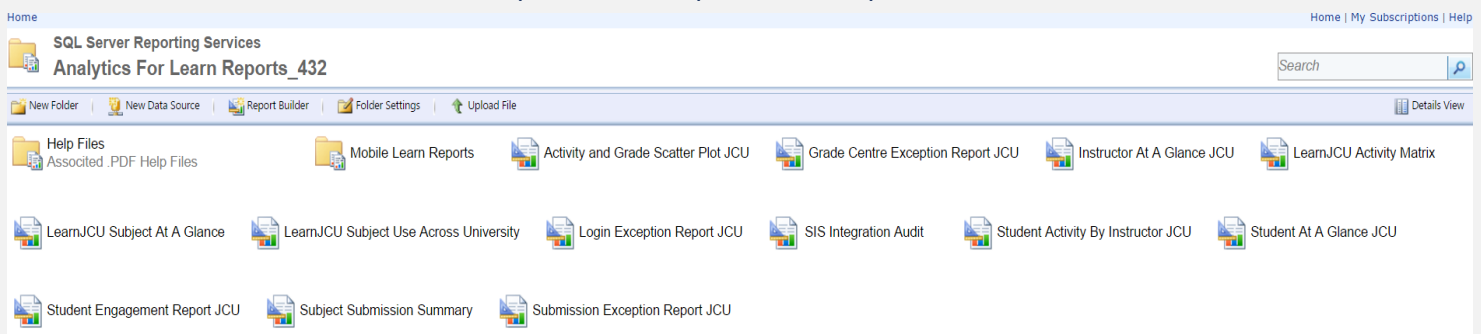 Home
Home | My Subscriptions | Help
SQL Server Reporting Services
Analytics For Learn Reports_432
Search
New Folder | New Data Source | Report Builder | Folder Settings | Upload File
Details View
Help Files
Associted .PDF Help Files
Mobile Learn Reports
Activity and Grade Scatter Plot JCU
Grade Centre Exception Report JCU
Instructor At A Glance JCU
LearnJCU Activity Matrix
LearnJCU Subject At A Glance
LearnJCU Subject Use Across University
Login Exception Report JCU
SIS Integration Audit
Student Activity By Instructor JCU
Student At A Glance JCU
Student Engagement Report JCU
Subject Submission Summary
Submission Exception Report JCU